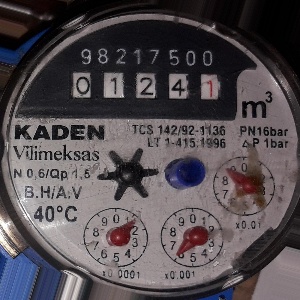 98217500
01241
m³
KADEN
TCS 142/92-1136 PN16bar
Vilimeksas
LT 1-415:1996 ΔP 1bar
N 0,6/Qp 1,5
B.H/A.V
40°C
x0,01
x0.0001
x0.001